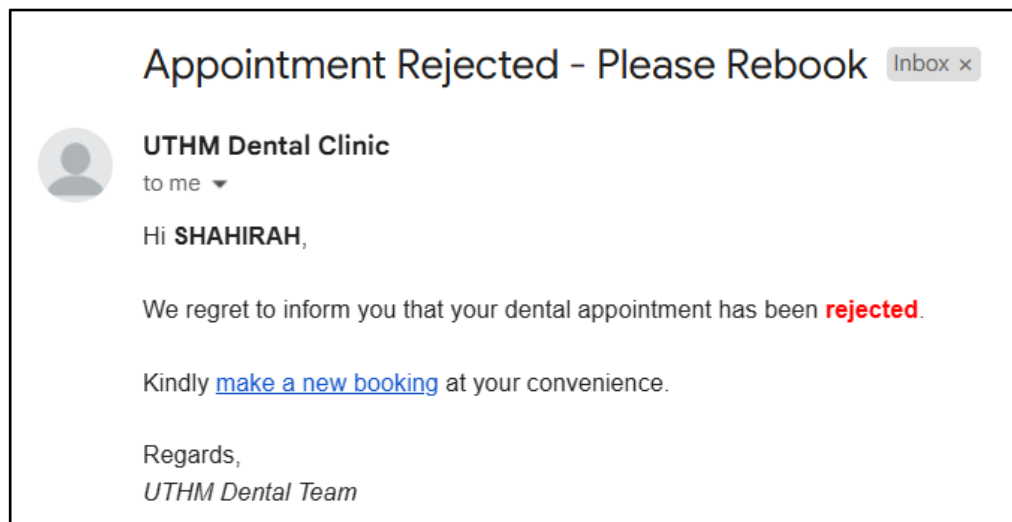 Appointment Rejected - Please Rebook Inbox ×
UTHM Dental Clinic
to me
Hi SHAHIRAH,
We regret to inform you that your dental appointment has been rejected.
Kindly make a new booking at your convenience.
Regards,
UTHM Dental Team